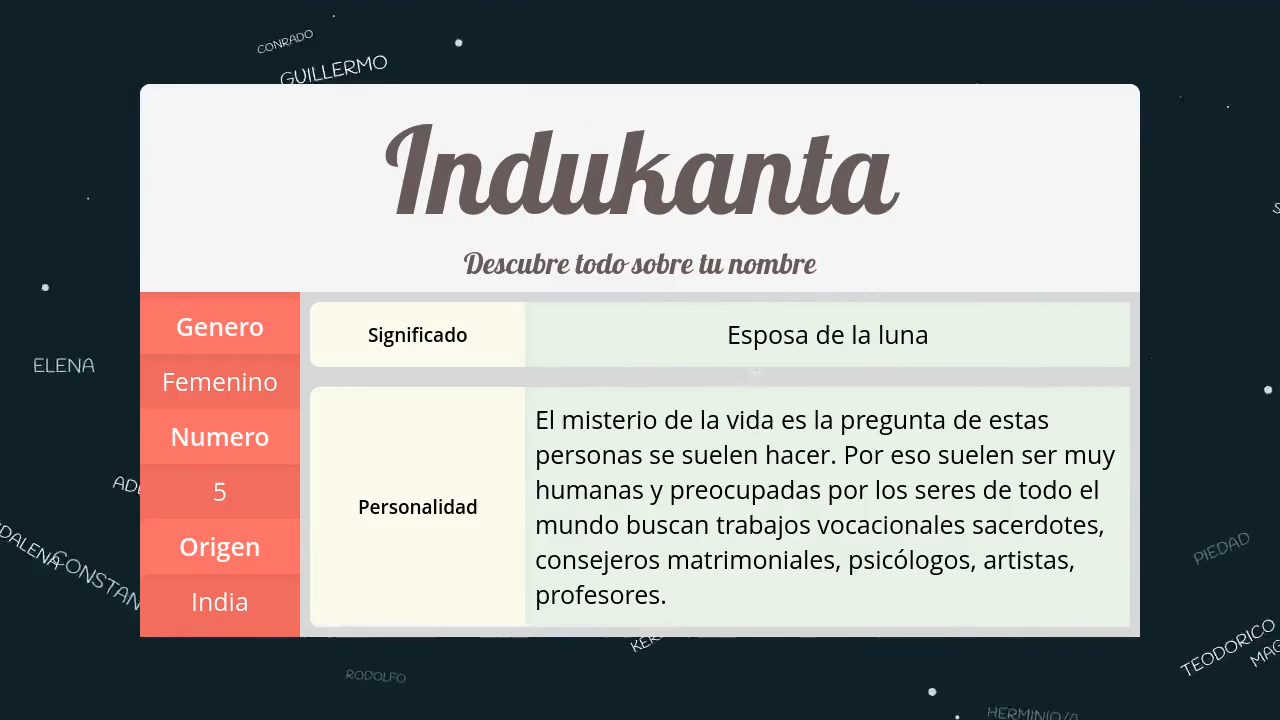 CONRADO
GUILLERMO
Indukanta
Descubre todo sobre tu nombre
Genero
Femenino
Numero
5
Origen
India
Significado
Esposa de la luna
Personalidad
El misterio de la vida es la pregunta de estas
personas se suelen hacer. Por eso suelen ser muy
humanas y preocupadas por los seres de todo el
mundo buscan trabajos vocacionales sacerdotes,
consejeros matrimoniales, psicólogos, artistas,
profesores.
ELENA
PIEDAD
TEODORICO
RODOLFO
HERMINIO/A